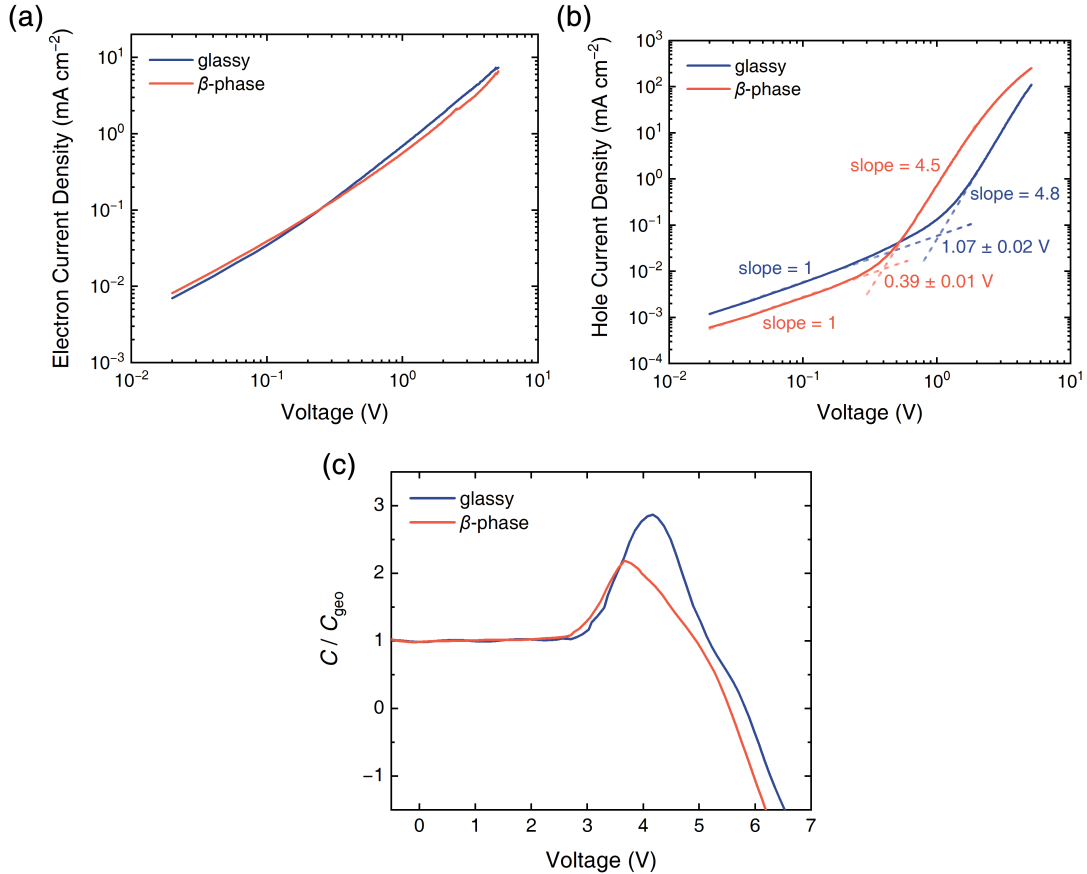 (a)
glassy
β-phase
Electron Current Density (mA cm⁻²)
10¹
10⁰
10⁻¹
10⁻²
10⁻³
10⁻² 10⁻¹ 10⁰ 10¹
Voltage (V)
(b)
glassy
β-phase
Hole Current Density (mA cm⁻²)
10³
10²
10¹
10⁰
10⁻¹
10⁻²
10⁻³
10⁻⁴
slope = 4.5
slope = 4.8
1.07 ± 0.02 V
slope = 1
0.39 ± 0.01 V
slope = 1
10⁻² 10⁻¹ 10⁰ 10¹
Voltage (V)
(c)
glassy
β-phase
C / Cgeo
3
2
1
0
−1
0 1 2 3 4 5 6 7
Voltage (V)